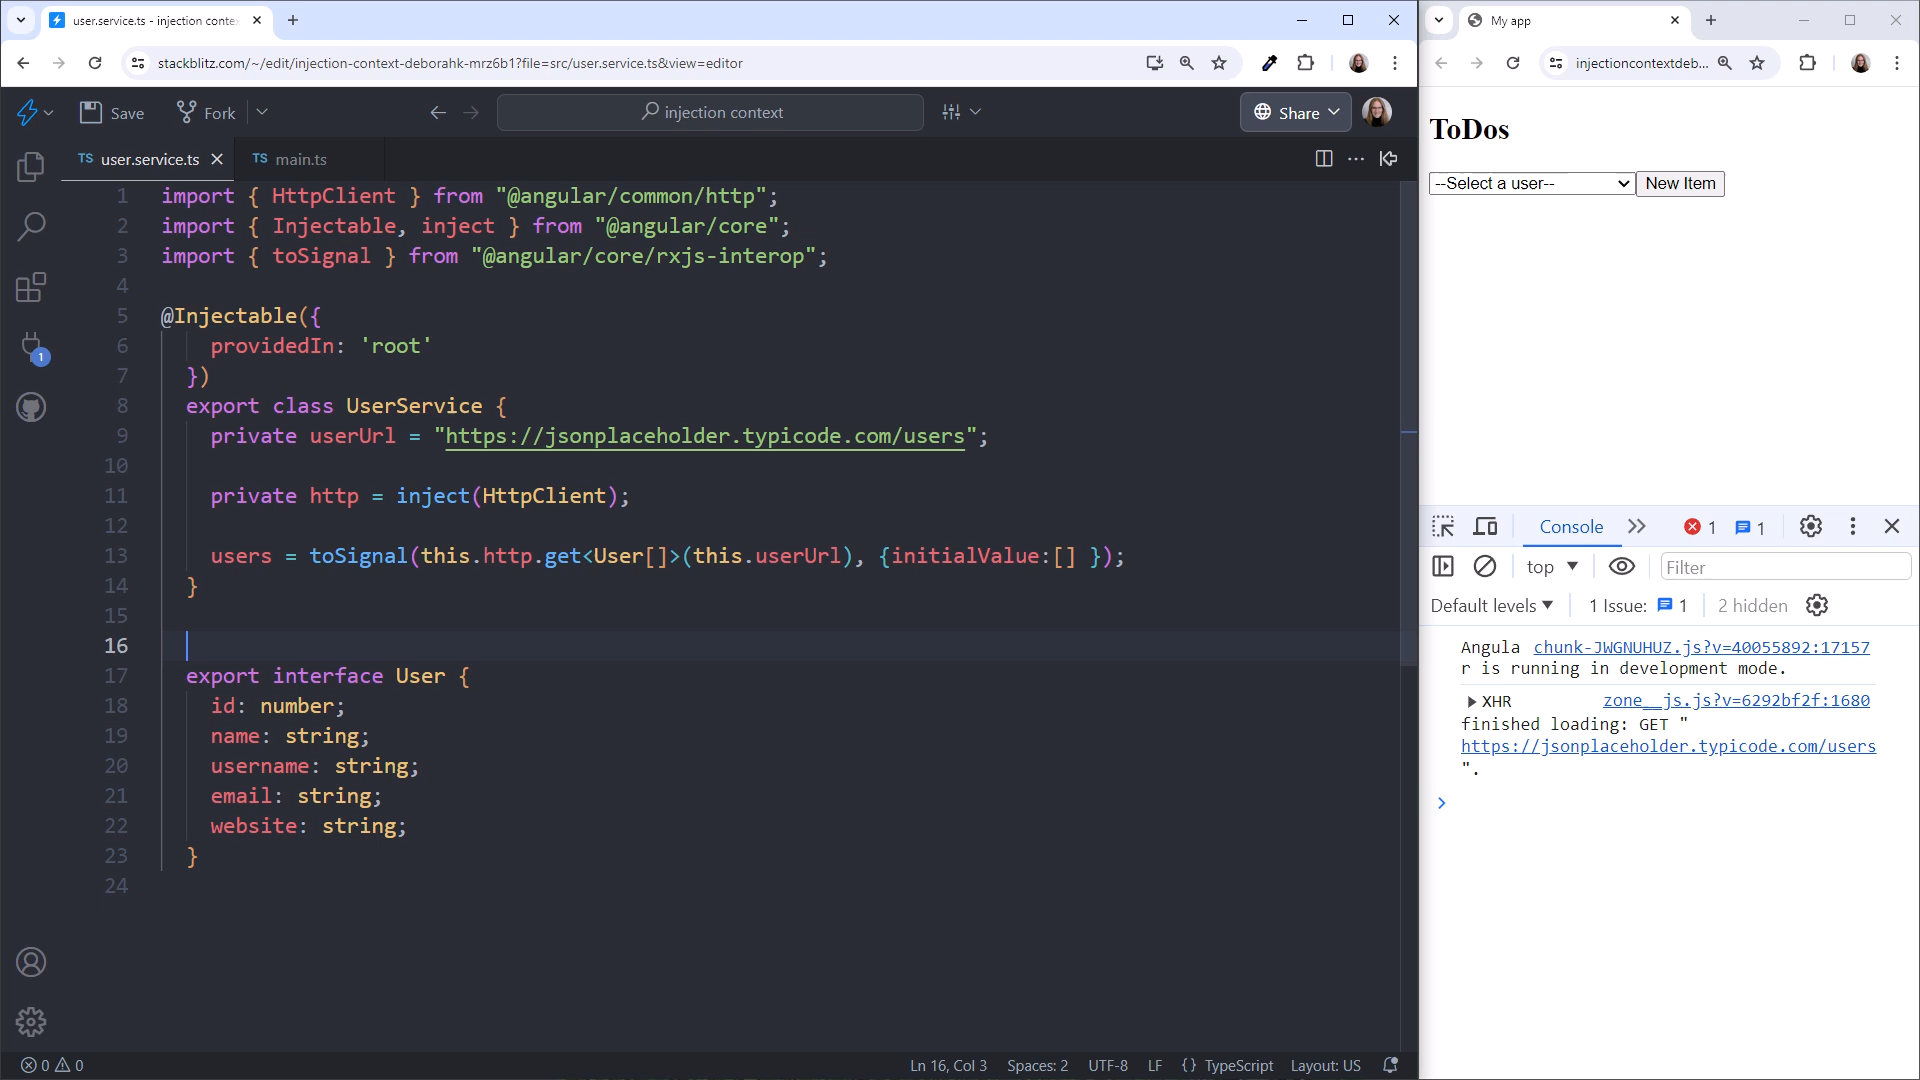 user.service.ts - injection conte
My app
stackblitz.com/~/edit/injection-context-deborahk-mrz6b1?file=src/user.service.ts&view=editor
injectioncontextdeb...
Save
Fork
injection context
Share
TS user.service.ts
TS main.ts
1 import { HttpClient } from "@angular/common/http";
2 import { Injectable, inject } from "@angular/core";
3 import { toSignal } from "@angular/core/rxjs-interop";
4
5 @Injectable({
6 providedIn: 'root'
7 })
8 export class UserService {
9 private userUrl = "https://jsonplaceholder.typicode.com/users";
10
11 private http = inject(HttpClient);
12
13 users = toSignal(this.http.get<User[]>(this.userUrl), {initialValue:[] });
14 }
15
16
17 export interface User {
18 id: number;
19 name: string;
20 username: string;
21 email: string;
22 website: string;
23 }
24
1
0 0
Ln 16, Col 3
Spaces: 2
UTF-8
LF
{} TypeScript
Layout: US
ToDos
--Select a user--
New Item
Console
1
1
top
Filter
Default levels
1 Issue: 1
2 hidden
Angula chunk-JWGNUHUZ.js?v=40055892:17157
r is running in development mode.
XHR zone__js.js?v=6292bf2f:1680
finished loading: GET "
https://jsonplaceholder.typicode.com/users
".